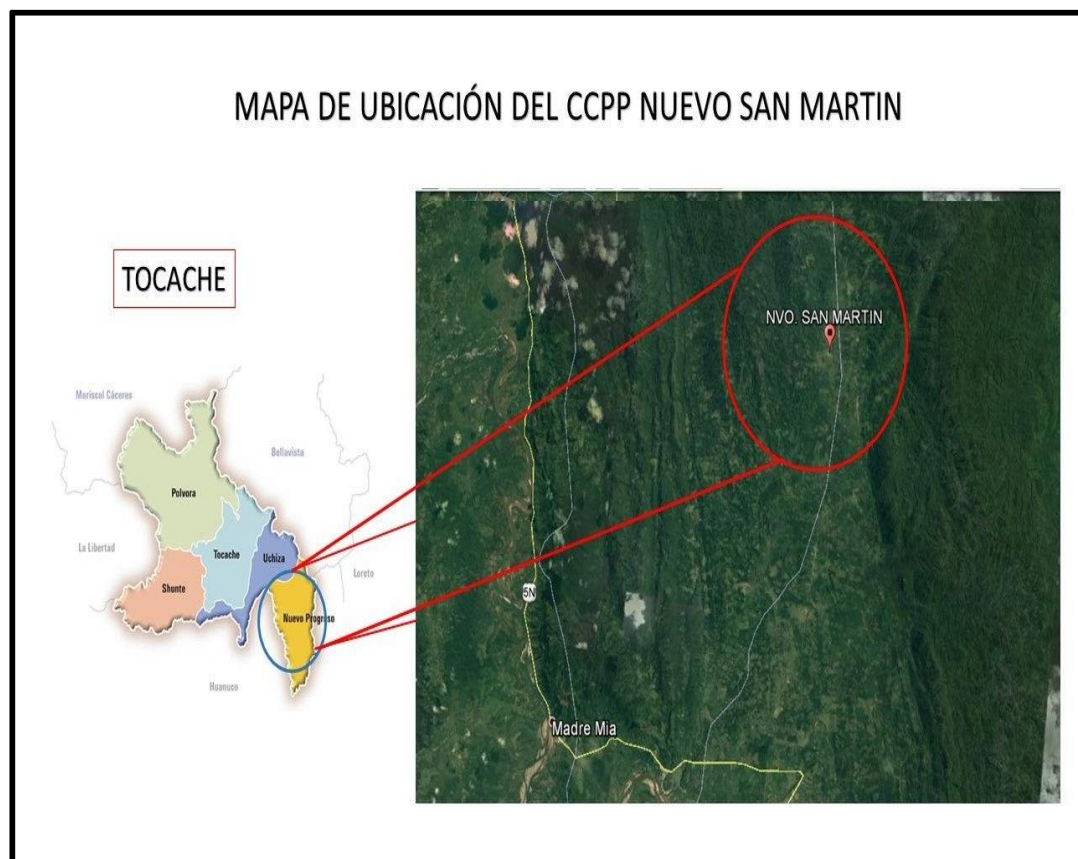 MAPA DE UBICACIÓN DEL CCPP NUEVO SAN MARTIN
TOCACHE
Mariscal Cáceres
Bellavista
Polvora
La Libertad
Tocache
Uchiza
Loreto
Shunte
Nuevo Progreso
Huanuco
NVO. SAN MARTIN
5N
Madre Mia